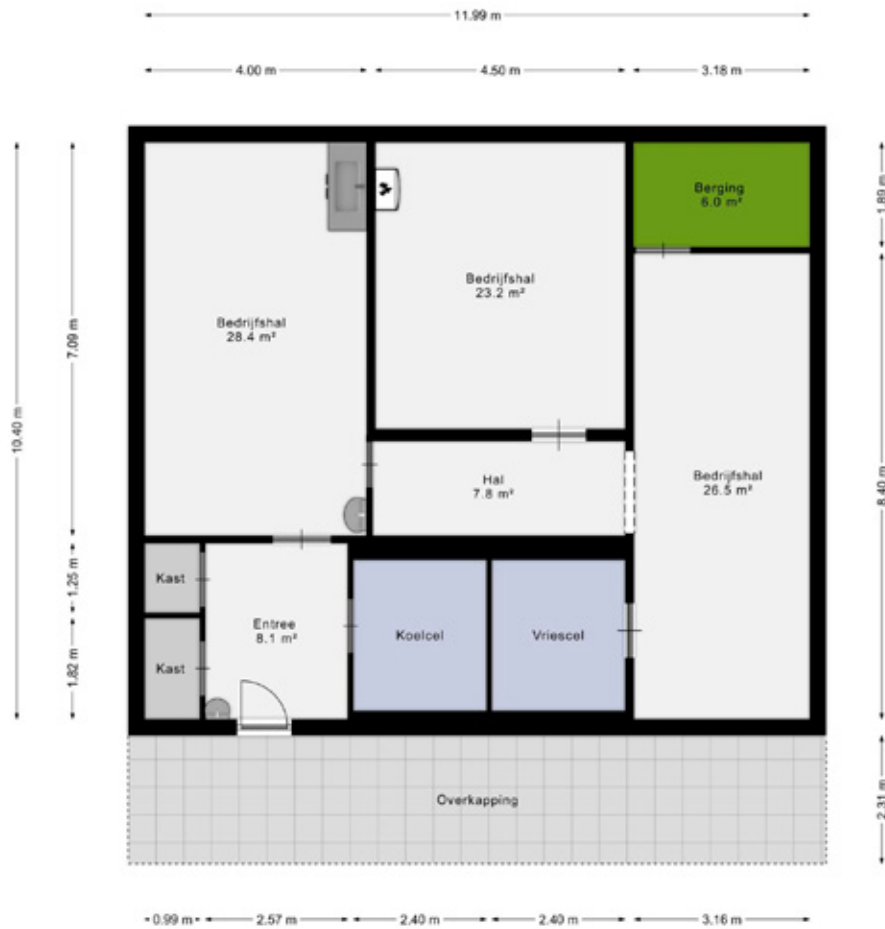 11.99 m
4.00 m
4.50 m
3.18 m
10.40 m
7.09 m
1.25 m
1.82 m
1.89 m
8.40 m
2.31 m
Berging
6.0 m²
Bedrijfshal
23.2 m²
Bedrijfshal
28.4 m²
Hal
7.8 m²
Bedrijfshal
26.5 m²
Kast
Entree
8.1 m²
Koelcel
Vriescel
Kast
Overkapping
0.99 m
2.57 m
2.40 m
2.40 m
3.16 m